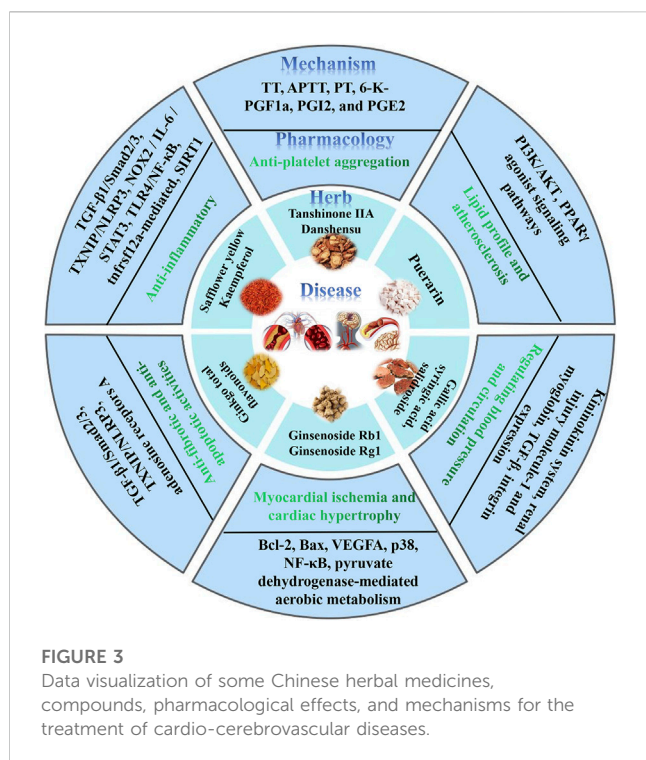 Mechanism
TT, APTT, PT, 6-K-
PGF1a, PGI2, and PGE2
Pharmacology
Anti-platelet aggregation
Herb
Tanshinone IIA
Danshensu
PI3K/AKT, PPARγ
agonist signaling
pathways
Lipid profile and
atherosclerosis
Puerarin
Kininokin system, renal
injury molecule-1 and
myoglobin, TGF-β, integrin
expression
Regulating blood pressure
and circulation
Gallic acid,
syringic acid,
salidroside
Ginsenoside Rb1
Ginsenoside Rg1
Myocardial ischemia and
cardiac hypertrophy
Bcl-2, Bax, VEGFA, p38,
NF-κB, pyruvate
dehydrogenase-mediated
aerobic metabolism
Ginkgo total
flavonoids
Anti-fibrotic and anti-
apoptotic activities
TGF-β1/Smad2/3,
TXNIP/NLRP3,
adenosine receptors A
Safflower yellow
Kaempferol
Anti-inflammatory
TGF-β1/Smad2/3,
TXNIP/NLRP3, NOX2 / IL-6 /
STAT3, TLR4/NF-κB,
tnfrsf12a-mediated, SIRT1
Disease
FIGURE 3
Data visualization of some Chinese herbal medicines,
compounds, pharmacological effects, and mechanisms for the
treatment of cardio-cerebrovascular diseases.